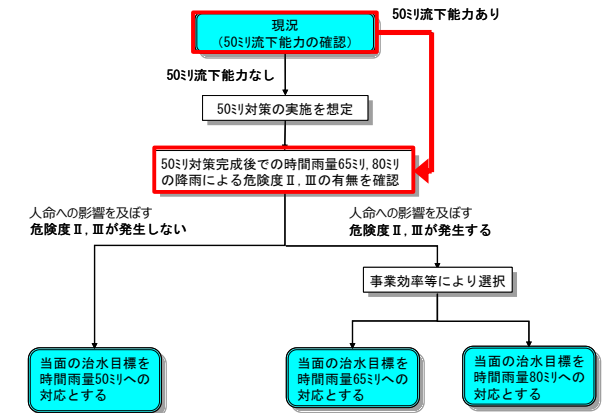 現況
(50ﾐﾘ流下能力の確認)
50ﾐﾘ流下能力あり
50ﾐﾘ流下能力なし
50ﾐﾘ対策の実施を想定
50ﾐﾘ対策完成後での時間雨量65ﾐﾘ,80ﾐﾘ
の降雨による危険度Ⅱ,Ⅲの有無を確認
人命への影響を及ぼす
危険度Ⅱ,Ⅲが発生しない
人命への影響を及ぼす
危険度Ⅱ,Ⅲが発生する
事業効率等により選択
当面の治水目標を
時間雨量50ﾐﾘへの
対応とする
当面の治水目標を
時間雨量65ﾐﾘへの
対応とする
当面の治水目標を
時間雨量80ﾐﾘへの
対応とする